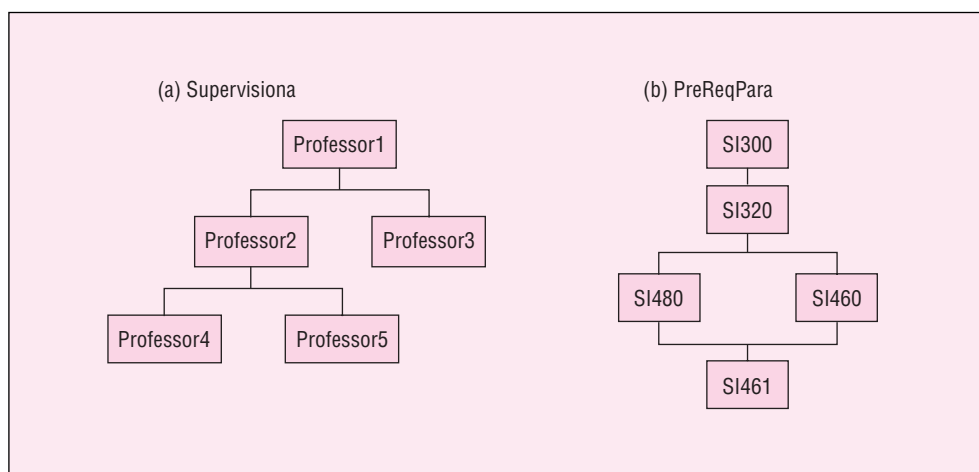 (a) Supervisiona
Professor1
Professor2
Professor3
Professor4
Professor5
(b) PreReqPara
SI300
SI320
SI480
SI460
SI461